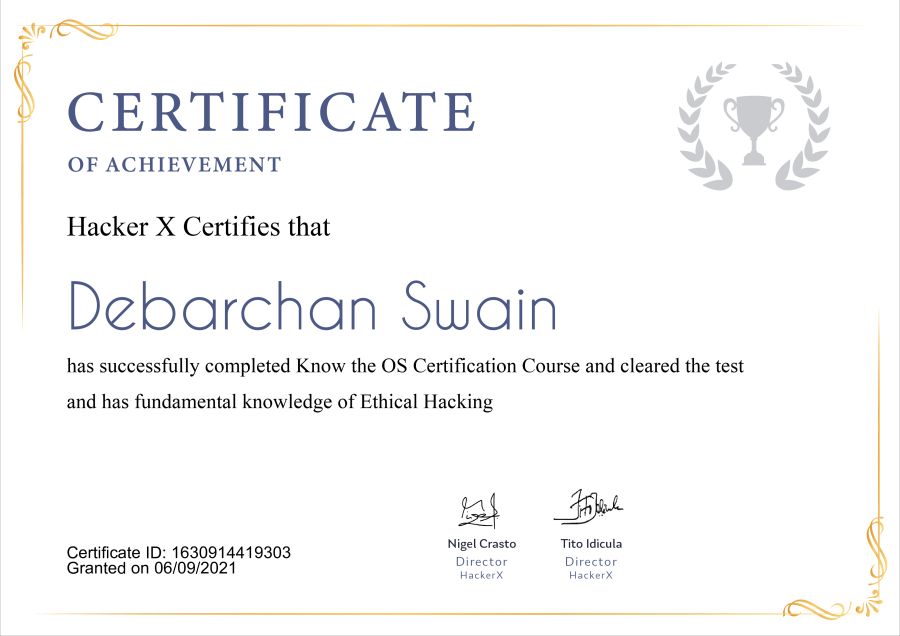 CERTIFICATE
OF ACHIEVEMENT
Hacker X Certifies that
Debarchan Swain
has successfully completed Know the OS Certification Course and cleared the test
and has fundamental knowledge of Ethical Hacking
Certificate ID: 1630914419303
Granted on 06/09/2021
Nigel Crasto
Director
HackerX
Tito Idicula
Director
HackerX